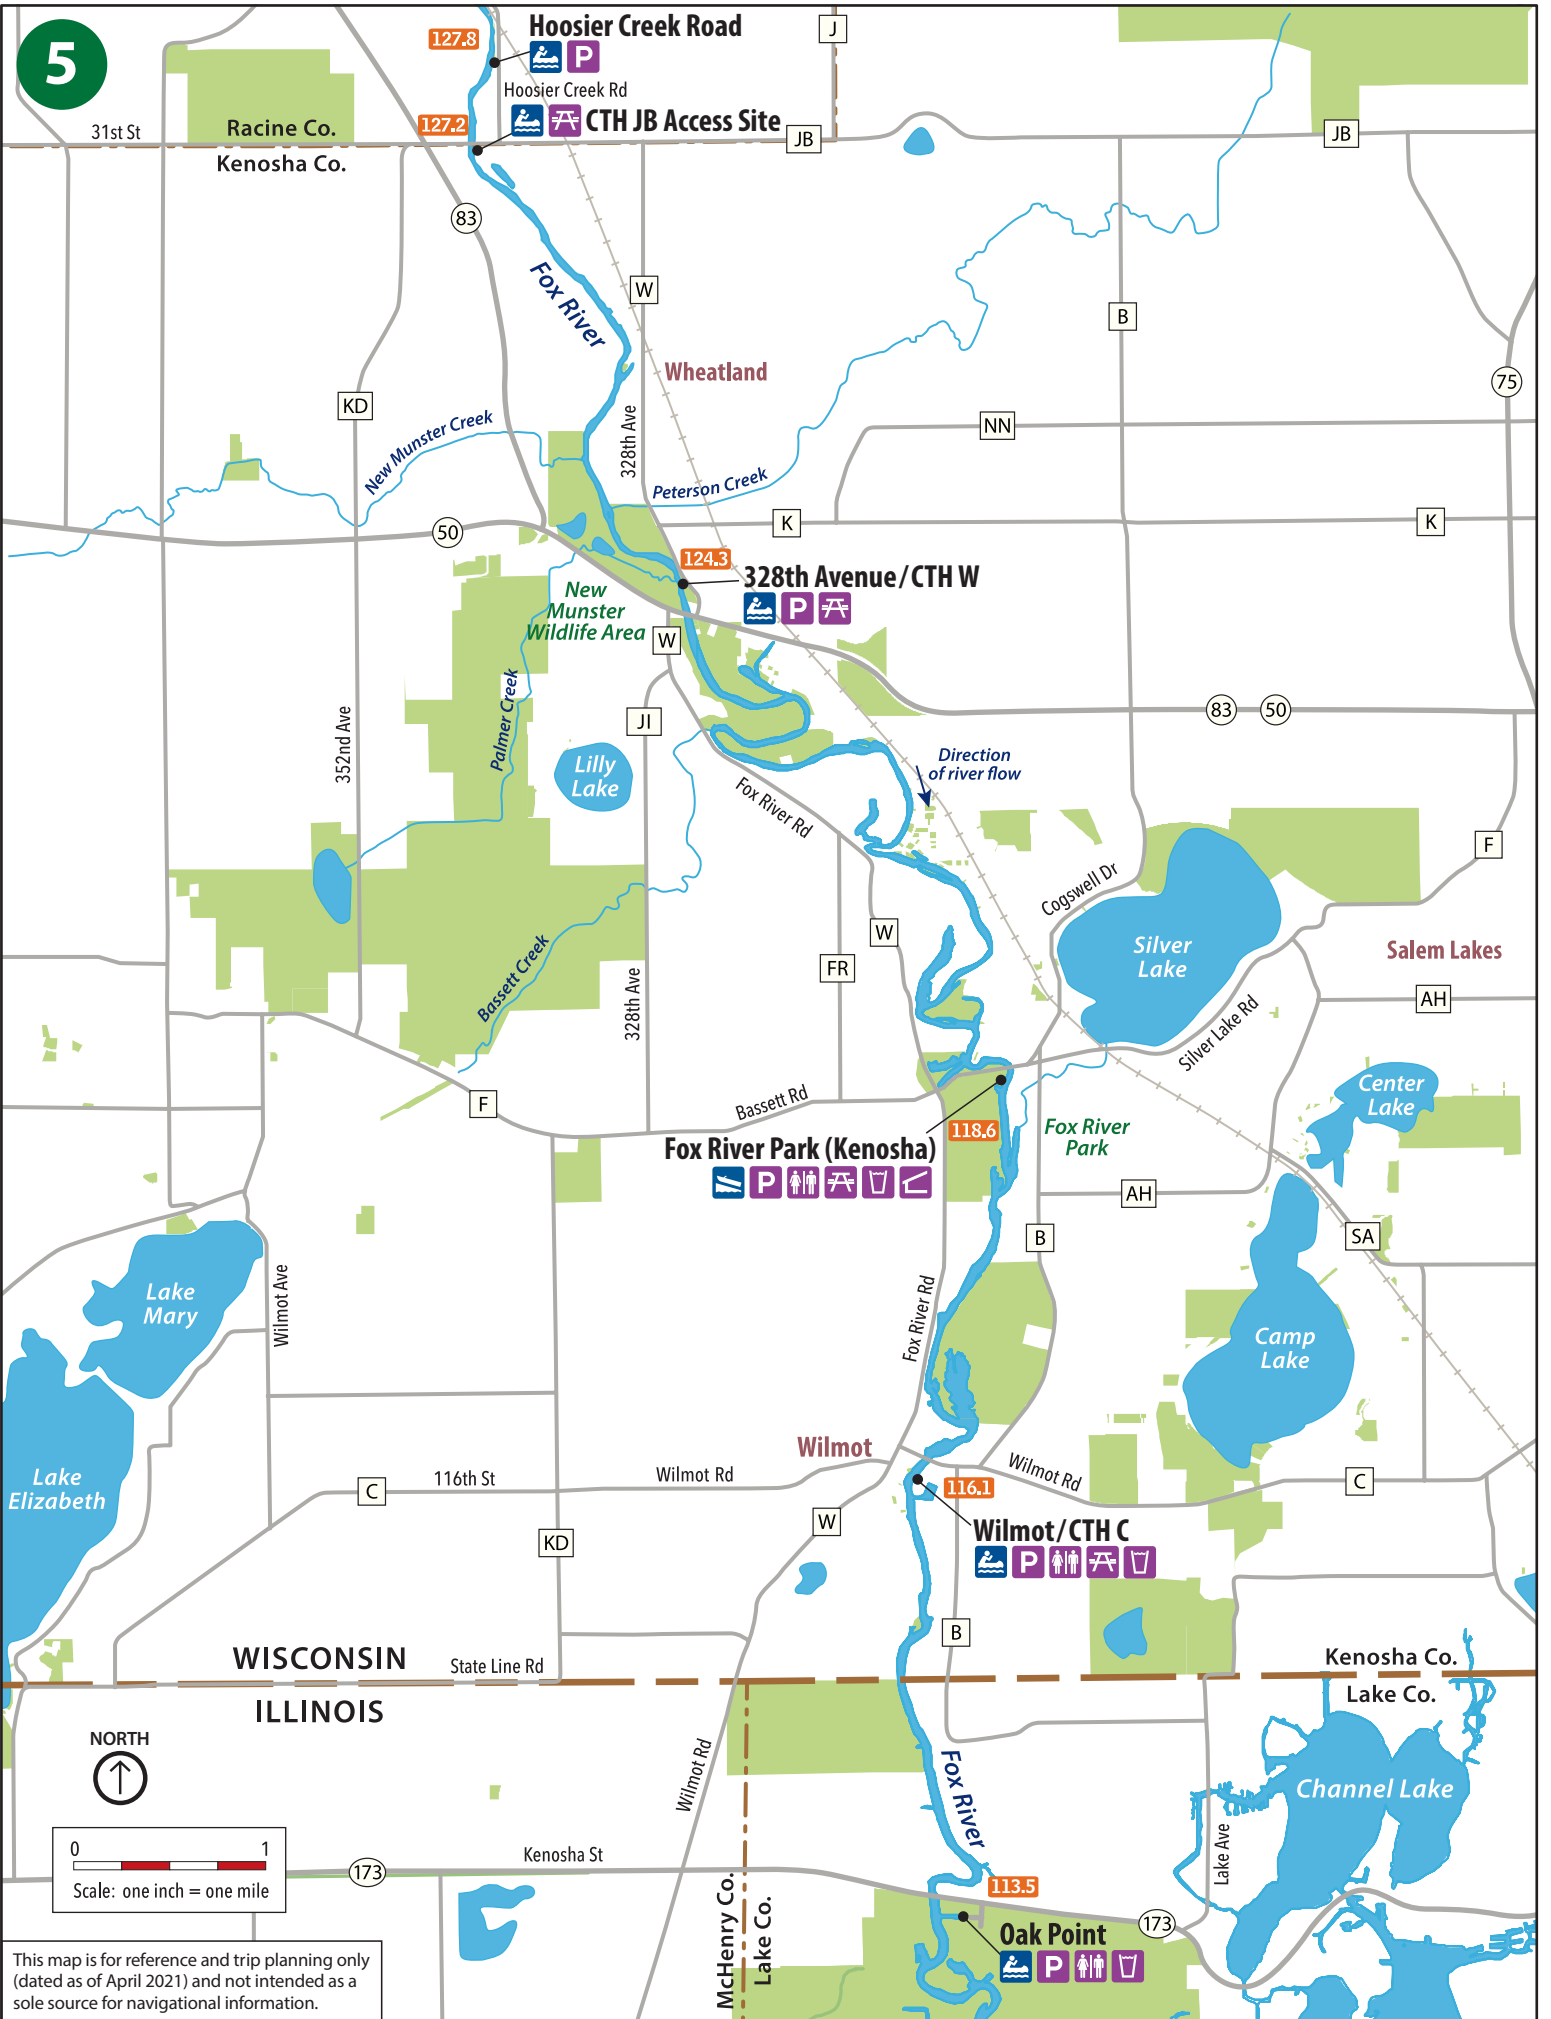 5
127.8
Hoosier Creek Road
P
J
Hoosier Creek Rd
127.2
CTH JB Access Site
31st St
Racine Co.
Kenosha Co.
JB
JB
83
Fox River
W
B
Wheatland
75
KD
NN
New Munster Creek
328th Ave
Peterson Creek
K
K
50
124.3
328th Avenue/CTH W
P
New
Munster
Wildlife Area
W
Palmer Creek
JI
83
50
352nd Ave
Lilly
Lake
Direction
of river flow
Fox River Rd
F
Cogswell Dr
W
Silver
Lake
Salem Lakes
Bassett Creek
FR
328th Ave
AH
Silver Lake Rd
Center
Lake
F
Bassett Rd
118.6
Fox River
Park
Fox River Park (Kenosha)
P
AH
B
SA
Lake
Mary
Wilmot Ave
Fox River Rd
Camp
Lake
Wilmot
Lake
Elizabeth
116th St
Wilmot Rd
Wilmot Rd
C
C
116.1
W
Wilmot/CTH C
P
KD
B
WISCONSIN
State Line Rd
Kenosha Co.
Lake Co.
ILLINOIS
NORTH
Wilmot Rd
Fox River
Channel Lake
Lake Ave
0 1
Scale: one inch = one mile
173
Kenosha St
113.5
McHenry Co.
Lake Co.
173
Oak Point
P
This map is for reference and trip planning only
(dated as of April 2021) and not intended as a
sole source for navigational information.